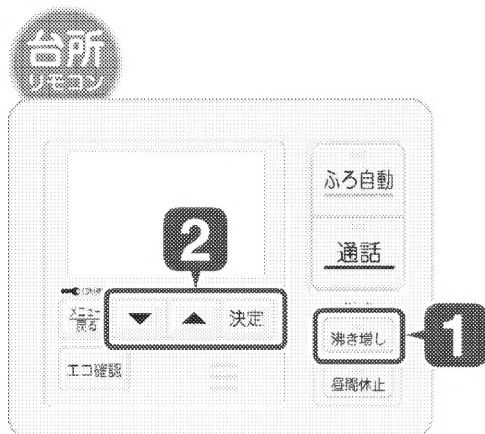 台所
リモコン
ふろ自動
通話
2
メニュー
戻る
▼ ▲ 決定
沸き増し
1
エコ確認
昼間休止